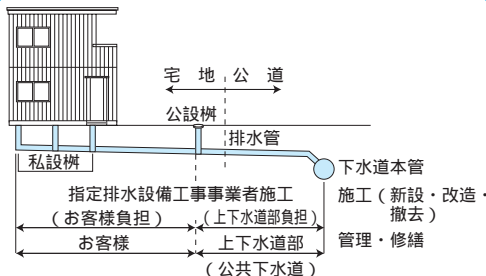 宅地 公道
公設桝
排水管
私設桝
下水道本管
指定排水設備工事事業者施工
施工(新設・改造・
撤去)
(お客様負担) (上下水道部負担)
管理・修繕
お客様 上下水道部
(公共下水道)